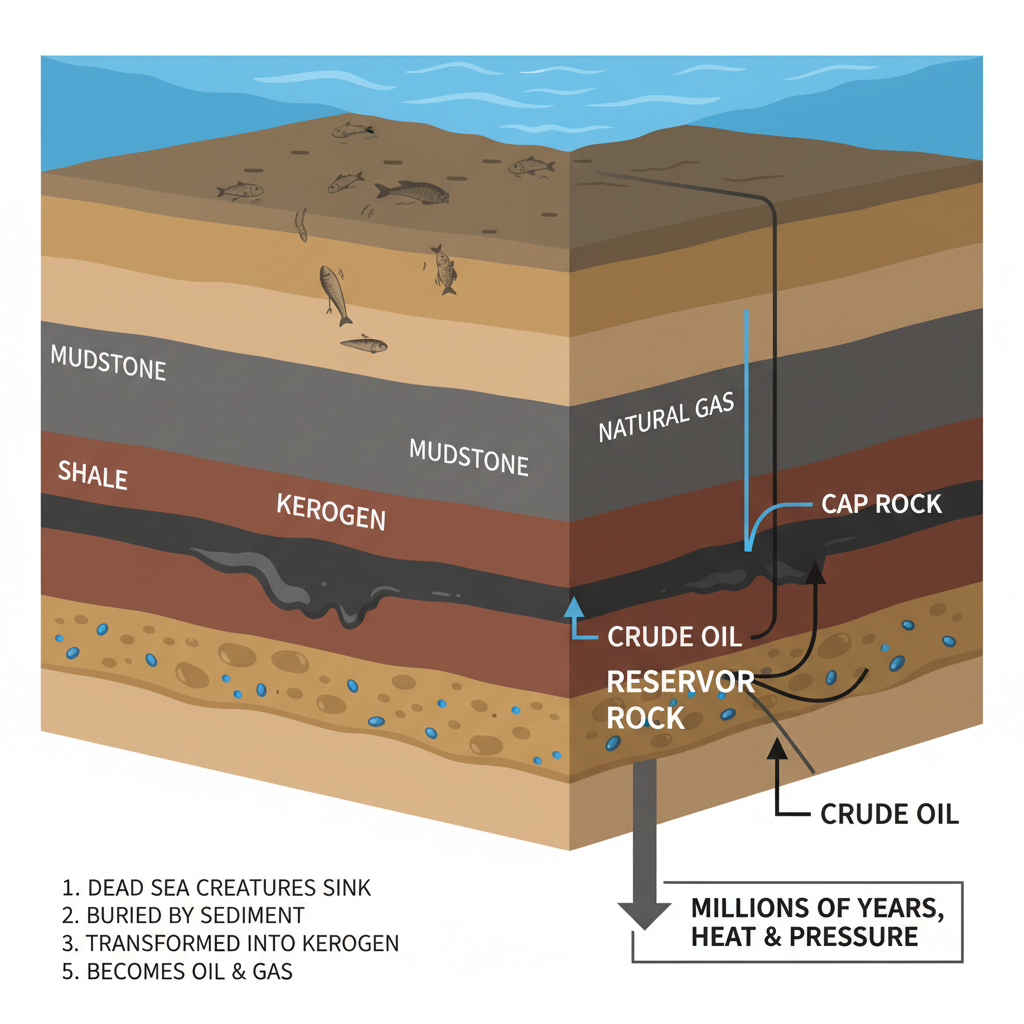 MUDSTONE
MUDSTONE
SHALE
KEROGEN
NATURAL GAS
CAP ROCK
CRUDE OIL
RESERVOR
ROCK
CRUDE OIL
1. DEAD SEA CREATURES SINK
2. BURIED BY SEDIMENT
3. TRANSFORMED INTO KEROGEN
5. BECOMES OIL & GAS
MILLIONS OF YEARS,
HEAT & PRESSURE